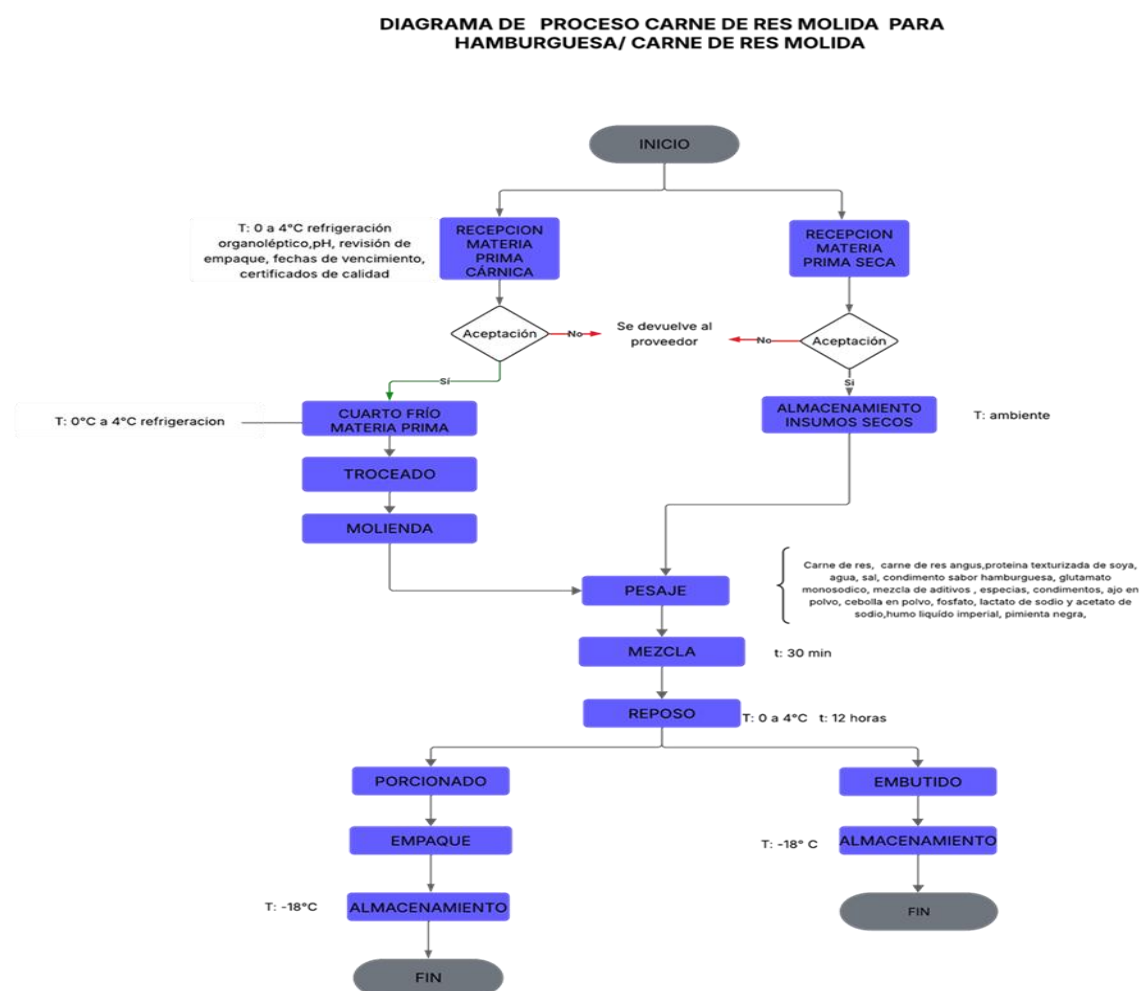 DIAGRAMA DE PROCESO CARNE DE RES MOLIDA PARA
HAMBURGUESA/ CARNE DE RES MOLIDA
INICIO
T: 0 a 4°C refrigeración
organoléptico,pH, revisión de
empaque, fechas de vencimiento,
certificados de calidad
RECEPCION
MATERIA
PRIMA
CÁRNICA
RECEPCION
MATERIA
PRIMA SECA
Aceptación
No
Se devuelve al
proveedor
No
Aceptación
Sí
Si
T: 0°C a 4°C refrigeracion
CUARTO FRÍO
MATERIA PRIMA
ALMACENAMIENTO
INSUMOS SECOS
T: ambiente
TROCEADO
MOLIENDA
PESAJE
Carne de res, carne de res angus,proteina texturizada de soya,
agua, sal, condimento sabor hamburguesa, glutamato
monosodico, mezcla de aditivos , especias, condimentos, ajo en
polvo, cebolla en polvo, fosfato, lactato de sodio y acetato de
sodio,humo liquído imperial, pimienta negra,
MEZCLA
t: 30 min
REPOSO
T: 0 a 4°C t: 12 horas
PORCIONADO
EMBUTIDO
EMPAQUE
T: -18° C
ALMACENAMIENTO
T: -18°C
ALMACENAMIENTO
FIN
FIN